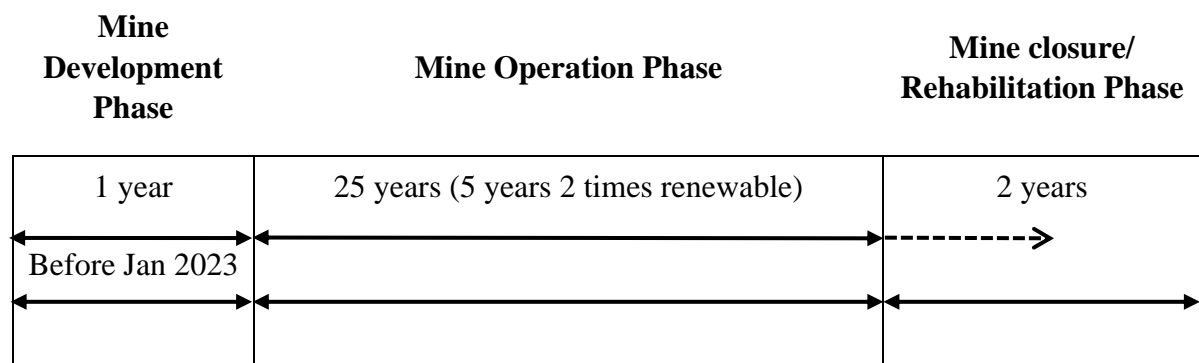 Mine
Development
Phase
Mine Operation Phase
Mine closure/
Rehabilitation Phase
1 year
25 years (5 years 2 times renewable)
2 years
Before Jan 2023